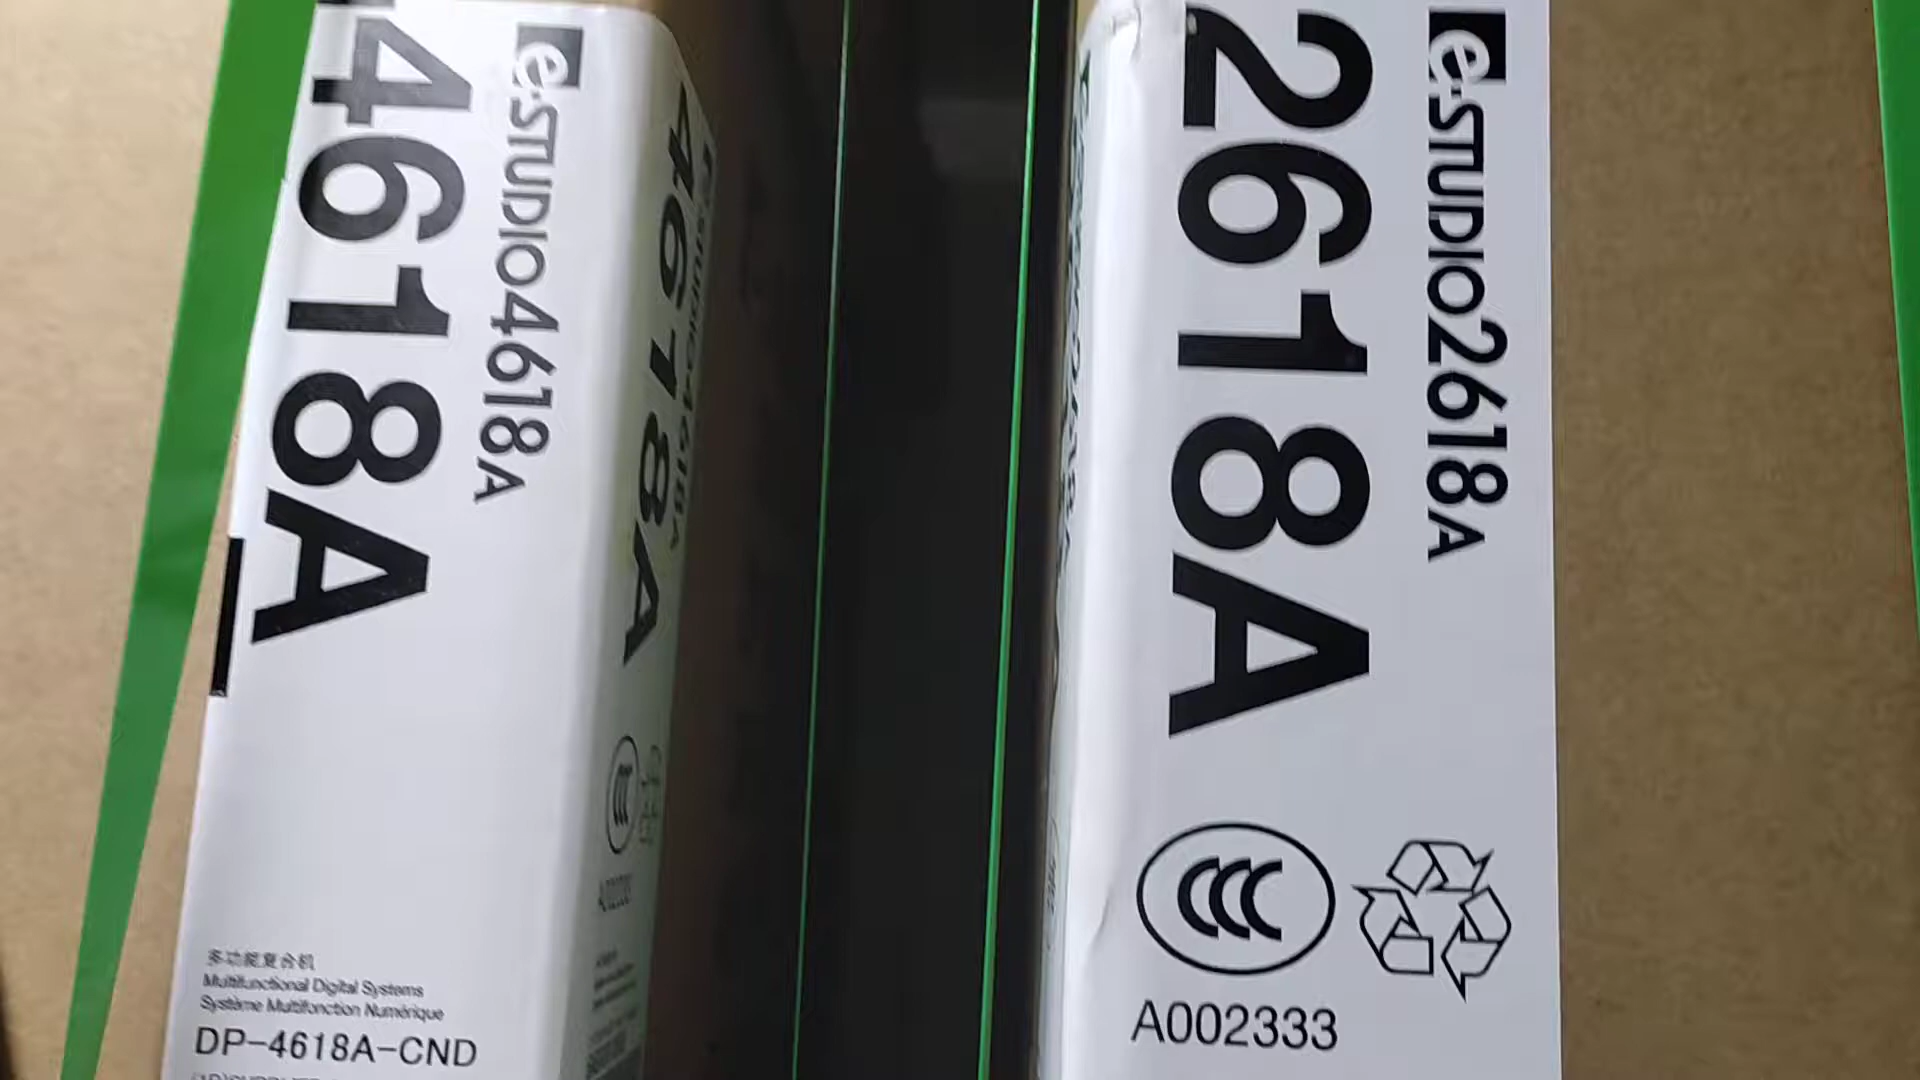 4618A
e-STUDIO4618A
4618A
e-STUDIO4618A
多功能复合机
Multifunctional Digital Systems
Système Multifonction Numérique
DP-4618A-CND
2618A
e-STUDIO2618A
CCC
A002333